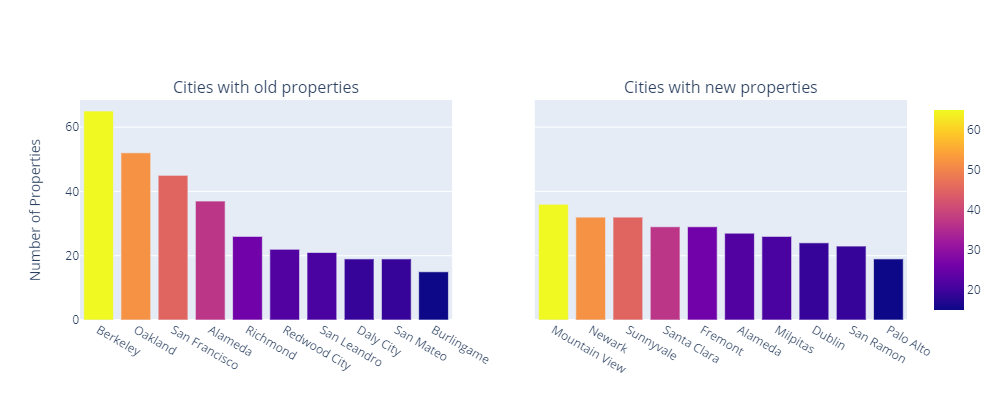 Cities with old properties
Cities with new properties
Number of Properties
60
40
20
0
Berkeley
Oakland
San Francisco
Alameda
Richmond
Redwood City
San Leandro
Daly City
San Mateo
Burlingame
Mountain View
Newark
Sunnyvale
Santa Clara
Fremont
Alameda
Milpitas
Dublin
San Ramon
Palo Alto
60
50
40
30
20